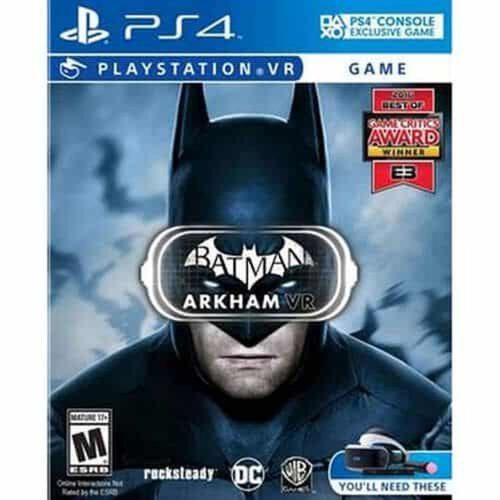 PS4
PS4™ CONSOLE
EXCLUSIVE GAME
PLAYSTATION®VR GAME
2016
BEST OF
GAME CRITICS
AWARD
WINNER
E3
BATMAN
ARKHAM VR
MATURE 17+
M
ESRB
Online Interactions Not
Rated by the ESRB
rocksteady
DC
WB
GAMES
YOU'LL NEED THESE